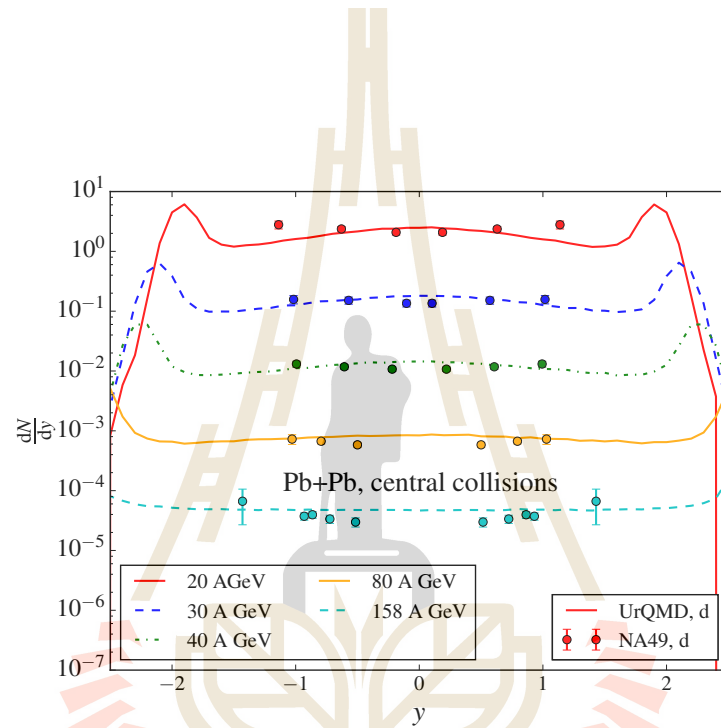 10^1
10^0
10^{-1}
10^{-2}
10^{-3}
10^{-4}
10^{-5}
10^{-6}
10^{-7}
dN
dy
Pb+Pb, central collisions
20 AGeV
30 A GeV
40 A GeV
80 A GeV
158 A GeV
UrQMD, d
NA49, d
−2 −1 0 1 2
y